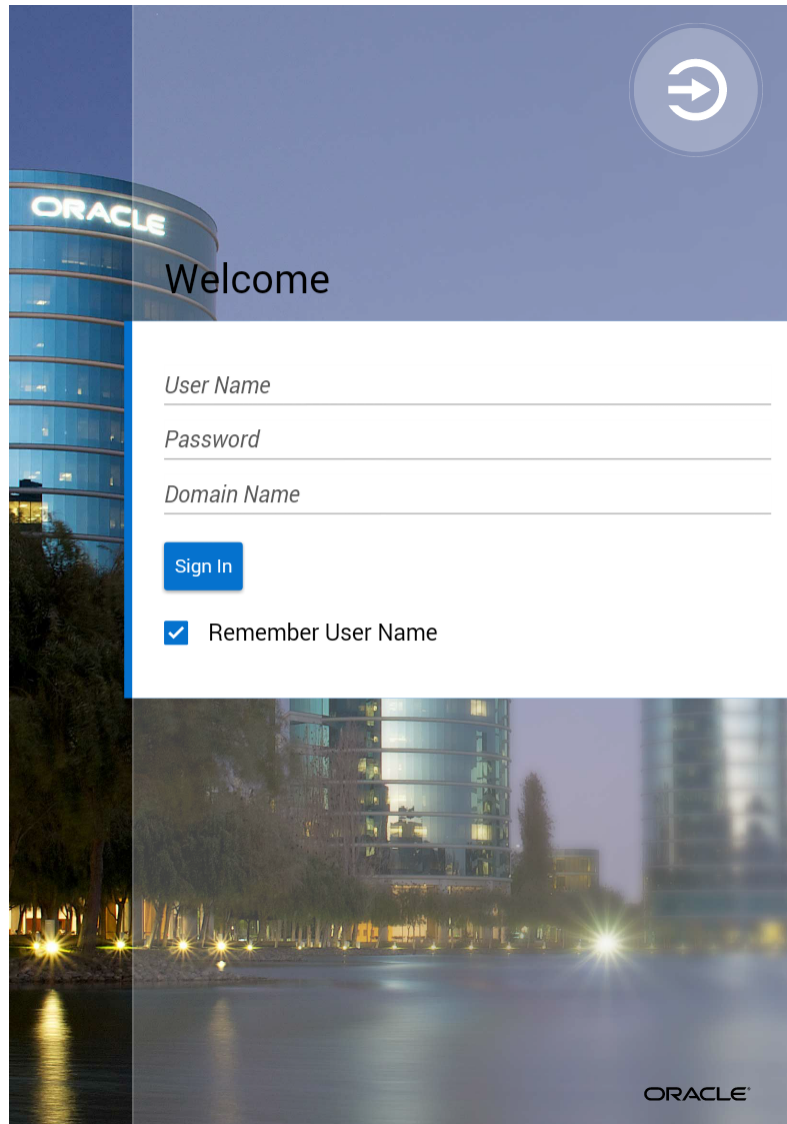 ORACLE
Welcome
User Name
Password
Domain Name
Sign In
Remember User Name
ORACLE